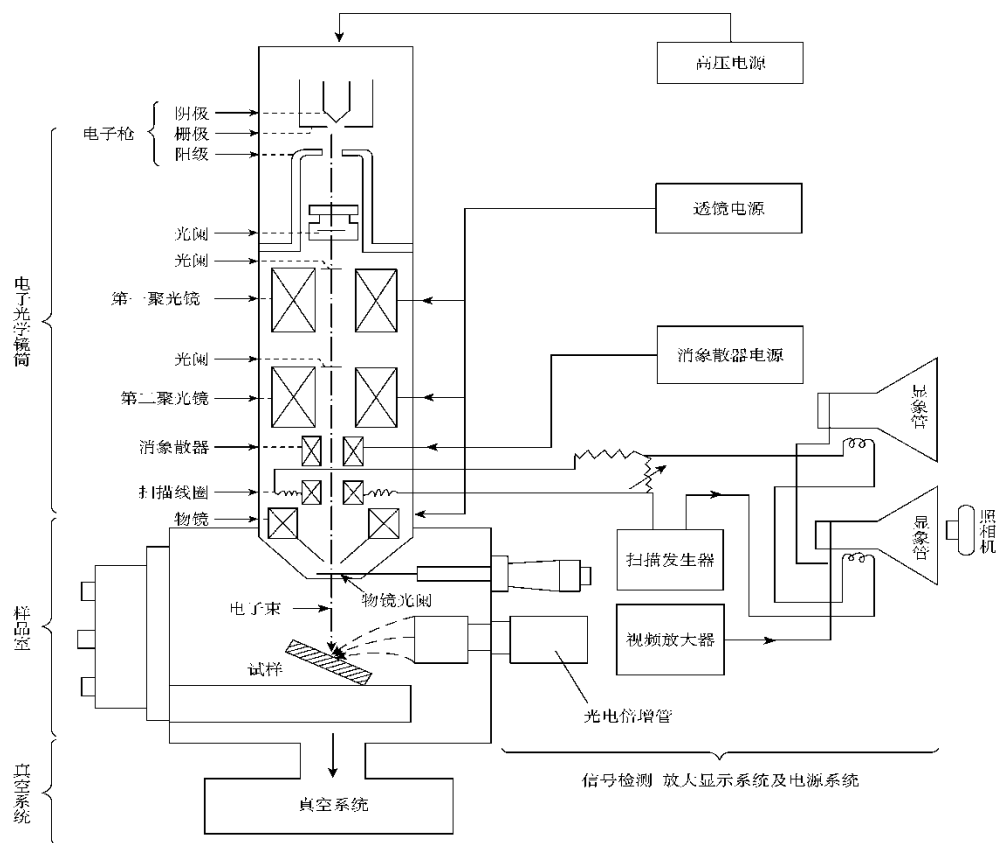 高压电源
阴极
电子枪
栅极
阳级
透镜电源
光阑
光阑
电子光学镜筒
第一聚光镜
消象散器电源
光阑
第二聚光镜
显象管
消象散器
扫描线圈
物镜
显象管
照相机
扫描发生器
物镜光阑
电子束
样品室
视频放大器
试样
光电倍增管
真空系统
真空系统
信号检测 放大显示系统及电源系统